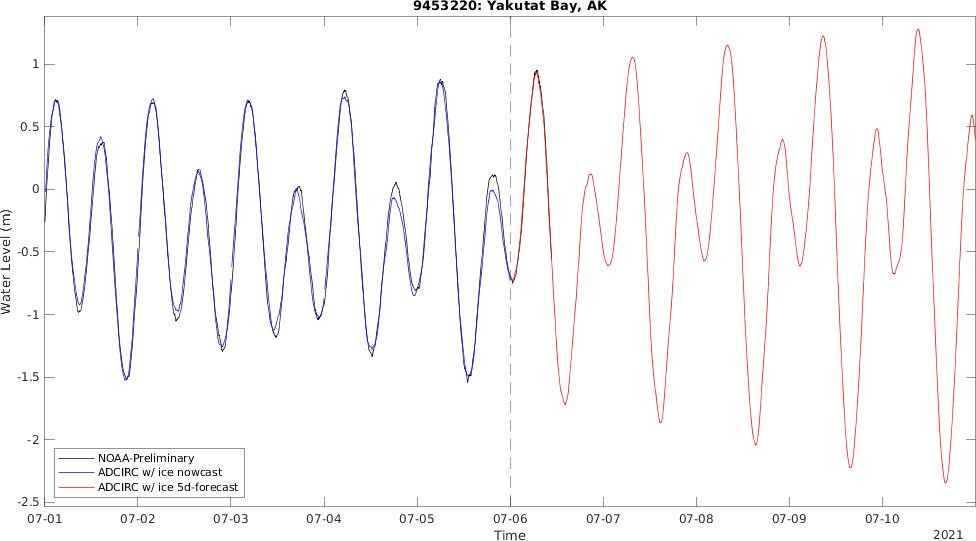 9453220: Yakutat Bay, AK
Water Level (m)
1
0.5
0
-0.5
-1
-1.5
-2
-2.5
NOAA-Preliminary
ADCIRC w/ ice nowcast
ADCIRC w/ ice 5d-forecast
07-01 07-02 07-03 07-04 07-05 07-06 07-07 07-08 07-09 07-10
Time
2021